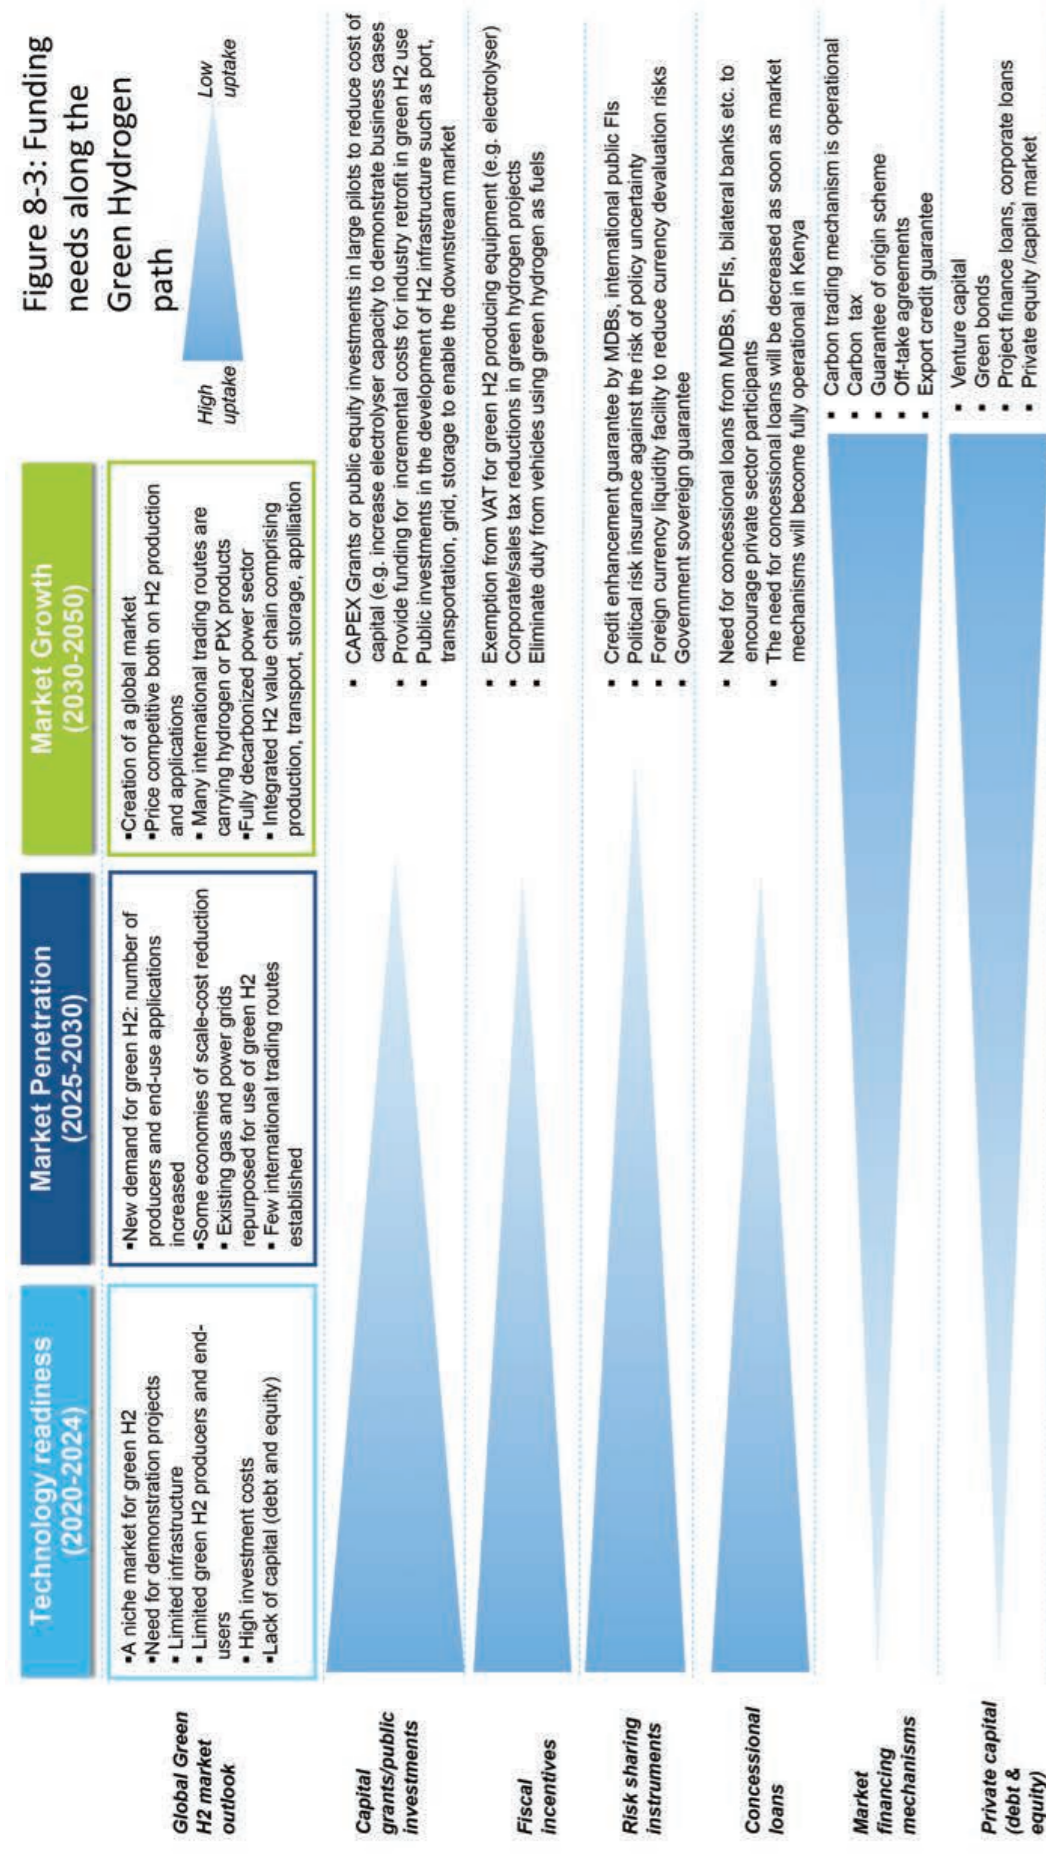 Figure 8-3: Funding
needs along the
Green Hydrogen
path
High
uptake
Low
uptake
Technology readiness
(2020-2024)
Market Penetration
(2025-2030)
Market Growth
(2030-2050)
Global Green
H2 market
outlook
▪A niche market for green H2
▪Need for demonstration projects
▪ Limited infrastructure
▪ Limited green H2 producers and end-
users
▪ High investment costs
▪Lack of capital (debt and equity)
▪New demand for green H2: number of
producers and end-use applications
increased
▪Some economies of scale-cost reduction
▪ Existing gas and power grids
repurposed for use of green H2
▪ Few international trading routes
established
▪Creation of a global market
▪Price competitive both on H2 production
and applications
▪ Many international trading routes are
carrying hydrogen or PtX products
▪Fully decarbonized power sector
▪ Integrated H2 value chain comprising
production, transport, storage, appliiation
Capital
grants/public
investments
▪ CAPEX Grants or public equity investments in large pilots to reduce cost of
capital (e.g. increase electrolyser capacity to demonstrate business cases
▪ Provide funding for incremental costs for industry retrofit in green H2 use
▪ Public investments in the development of H2 infrastructure such as port,
transportation, grid, storage to enable the downstream market
Fiscal
incentives
▪ Exemption from VAT for green H2 producing equipment (e.g. electrolyser)
▪ Corporate/sales tax reductions in green hydrogen projects
▪ Eliminate duty from vehicles using green hydrogen as fuels
Risk sharing
instruments
▪ Credit enhancement guarantee by MDBs, international public FIs
▪ Political risk insurance against the risk of policy uncertainty
▪ Foreign currency liquidity facility to reduce currency devaluation risks
▪ Government sovereign guarantee
Concessional
loans
▪ Need for concessional loans from MDBs, DFIs, bilateral banks etc. to
encourage private sector participants
▪ The need for concessional loans will be decreased as soon as market
mechanisms will become fully operational in Kenya
Market
financing
mechanisms
▪ Carbon trading mechanism is operational
▪ Carbon tax
▪ Guarantee of origin scheme
▪ Off-take agreements
▪ Export credit guarantee
Private capital
(debt &
equity)
▪ Venture capital
▪ Green bonds
▪ Project finance loans, corporate loans
▪ Private equity /capital market